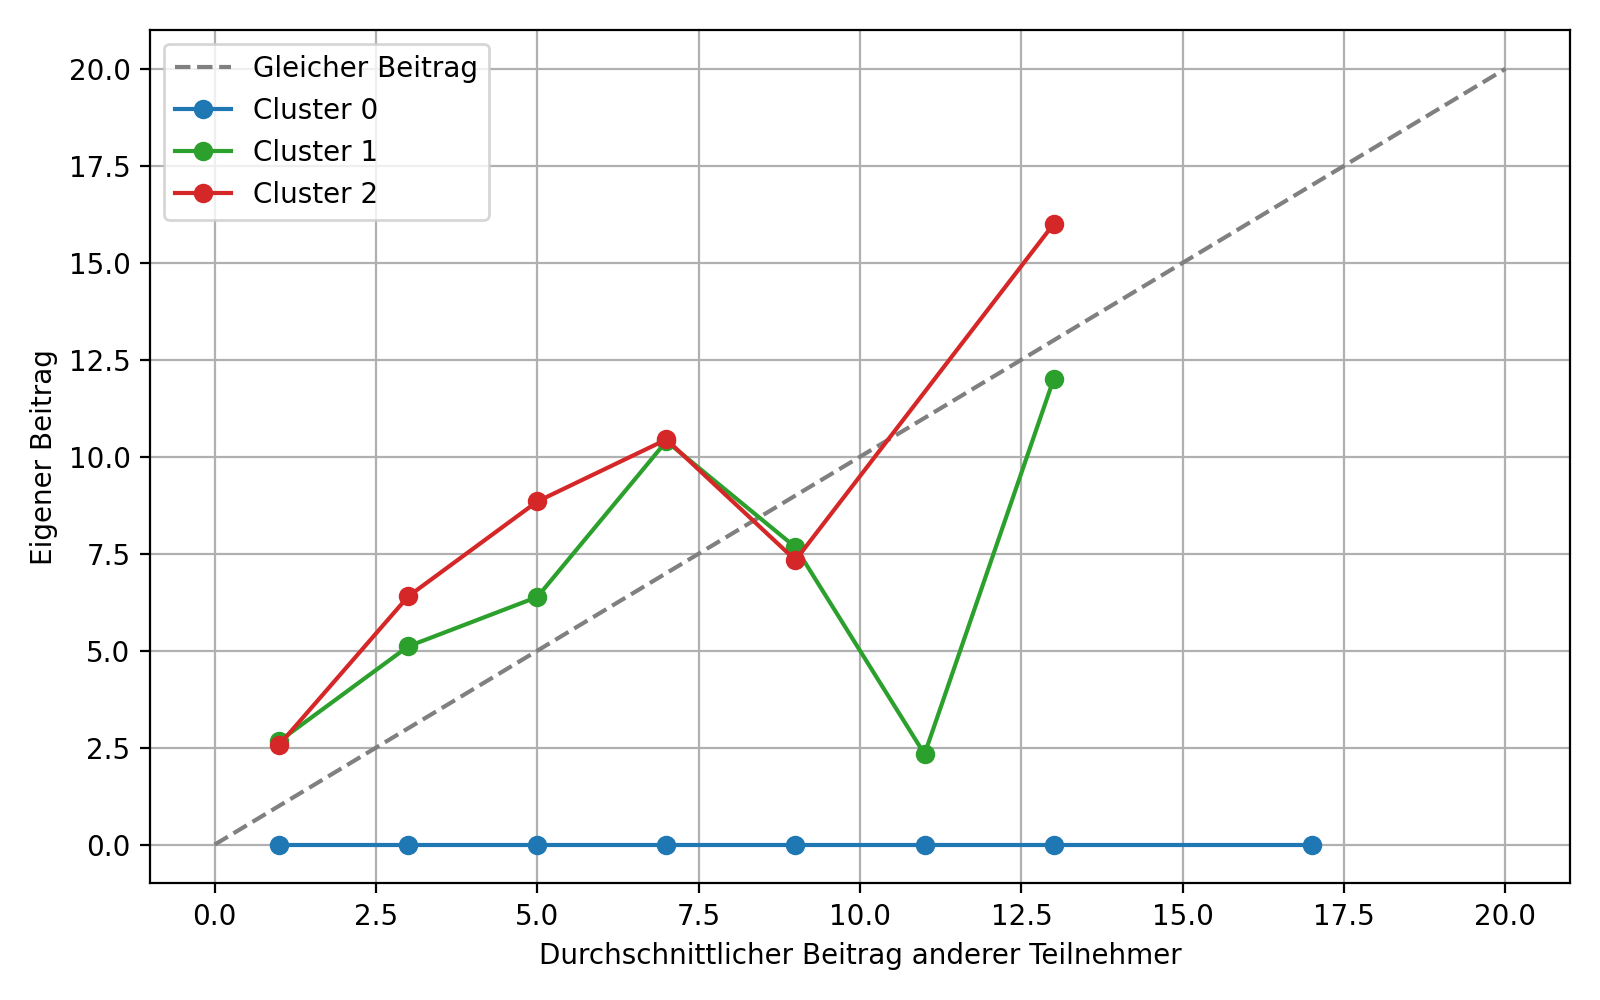 Gleicher Beitrag
Cluster 0
Cluster 1
Cluster 2
20.0
17.5
15.0
12.5
10.0
7.5
5.0
2.5
0.0
Eigener Beitrag
0.0 2.5 5.0 7.5 10.0 12.5 15.0 17.5 20.0
Durchschnittlicher Beitrag anderer Teilnehmer